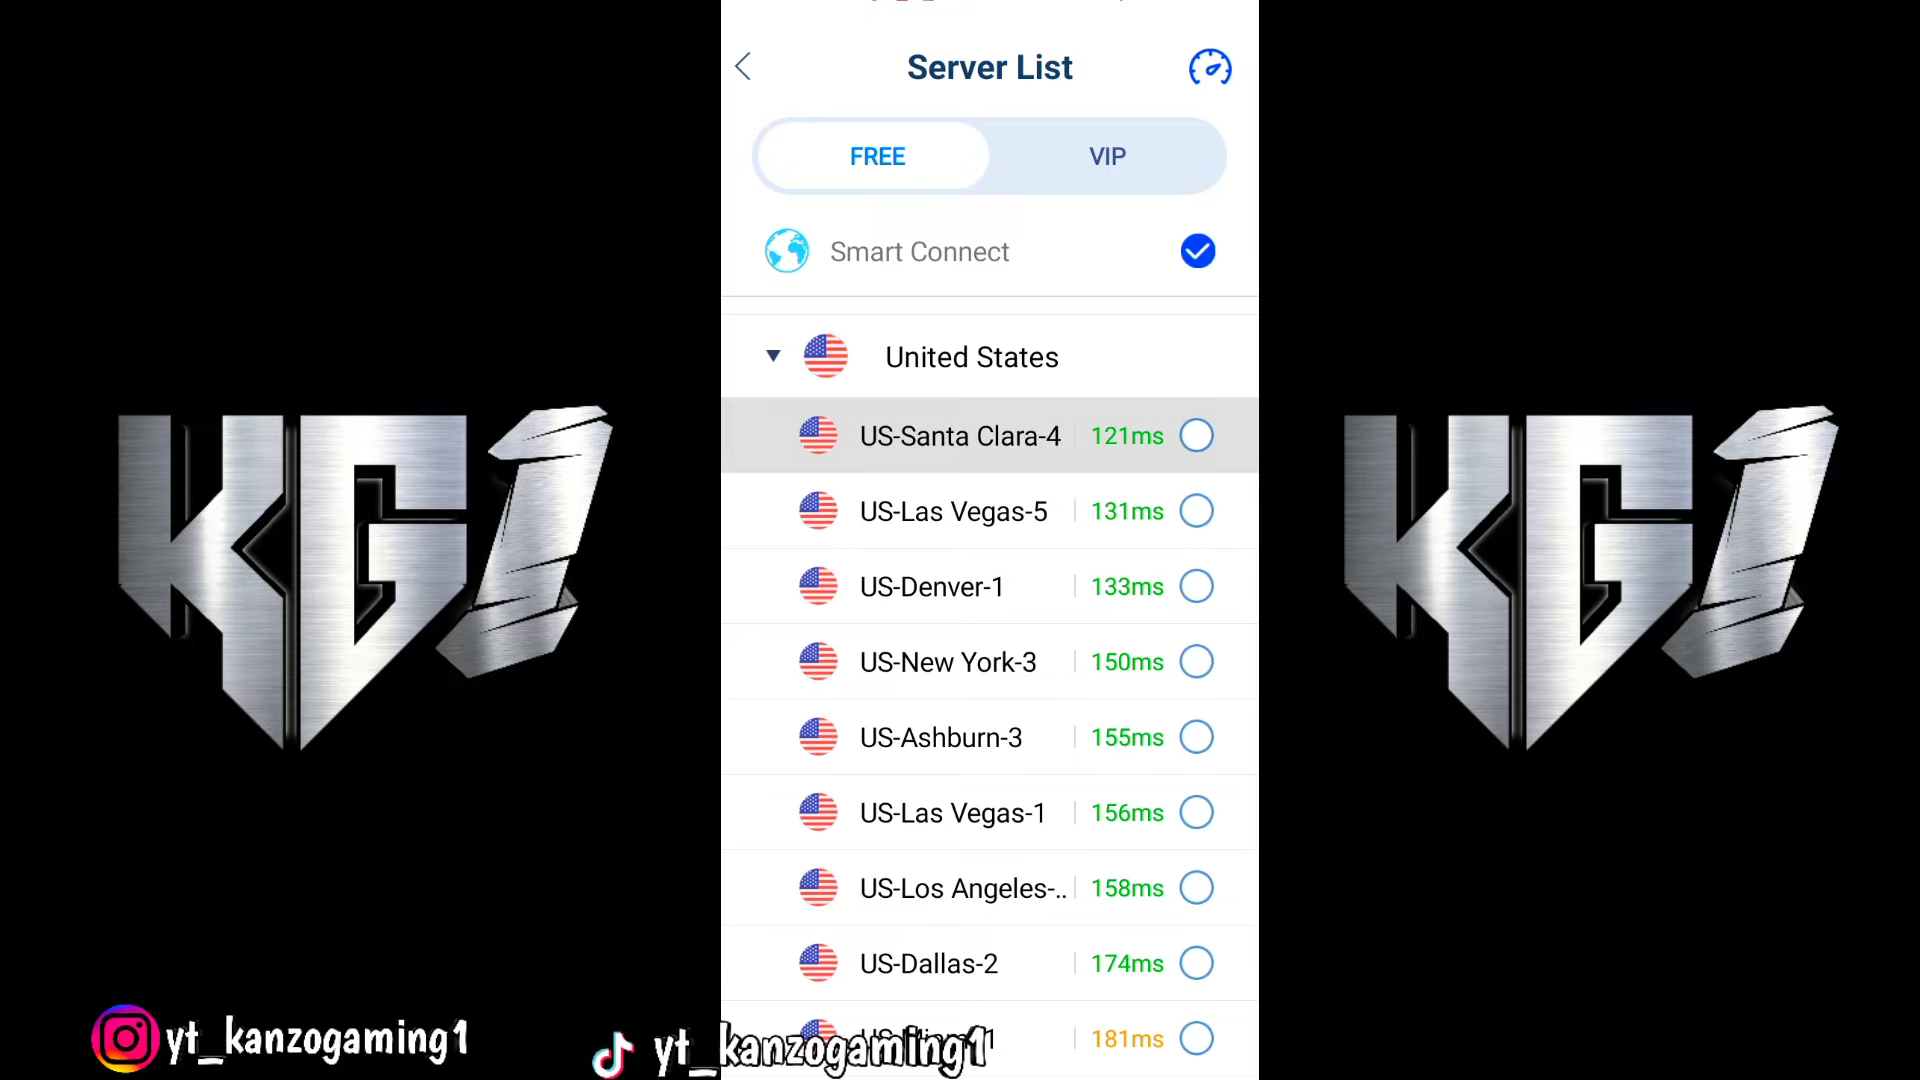 Server List
FREE
VIP
Smart Connect
United States
US-Santa Clara-4 121ms
US-Las Vegas-5 131ms
US-Denver-1 133ms
US-New York-3 150ms
US-Ashburn-3 155ms
US-Las Vegas-1 156ms
US-Los Angeles-.. 158ms
US-Dallas-2 174ms
181ms
KG1
KG1
yt_kanzogaming1
yt_kanzogaming1